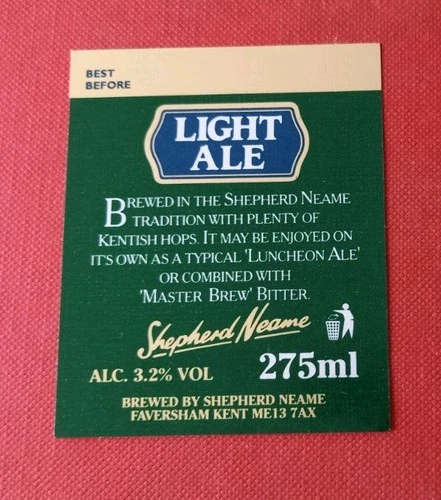 BEST
BEFORE
LIGHT
ALE
BREWED IN THE SHEPHERD NEAME
TRADITION WITH PLENTY OF
KENTISH HOPS. IT MAY BE ENJOYED ON
IT'S OWN AS A TYPICAL 'LUNCHEON ALE'
OR COMBINED WITH
'MASTER BREW' BITTER.
Shepherd Neame
ALC. 3.2% VOL
275ml
BREWED BY SHEPHERD NEAME
FAVERSHAM KENT ME13 7AX